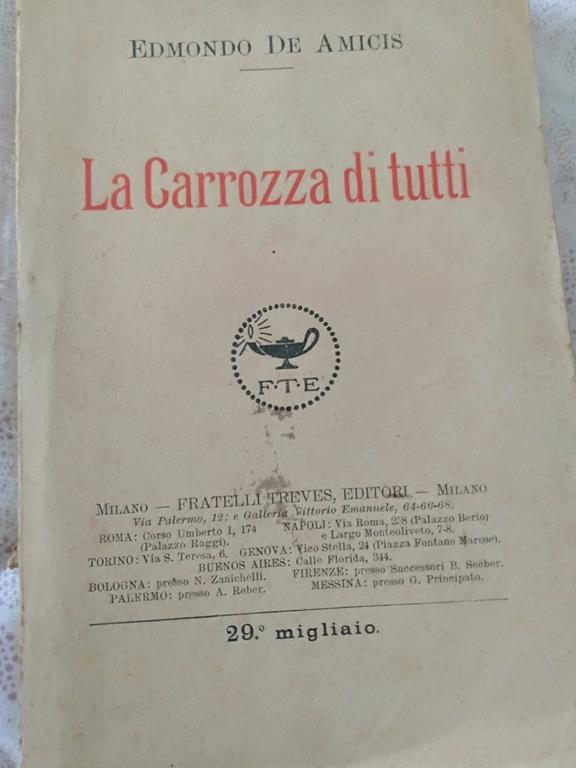 EDMONDO DE AMICIS
La Carrozza di tutti
F·T·E
MILANO — FRATELLI TREVES, EDITORI — MILANO
Via Palermo, 12; e Galleria Vittorio Emanuele, 64-66-68.
ROMA: Corso Umberto I, 174 (Palazzo Raggi).
NAPOLI: Via Roma, 258 (Palazzo Berio) e Largo Monteoliveto, 7-8.
TORINO: Via S. Teresa, 6. GENOVA: Vico Stella, 24 (Piazza Fontane Marose).
BUENOS AIRES: Calle Florida, 344.
BOLOGNA: presso N. Zanichelli. FIRENZE: presso Successori B. Seeber.
PALERMO: presso A. Reber. MESSINA: presso G. Principato.
29.º migliaio.